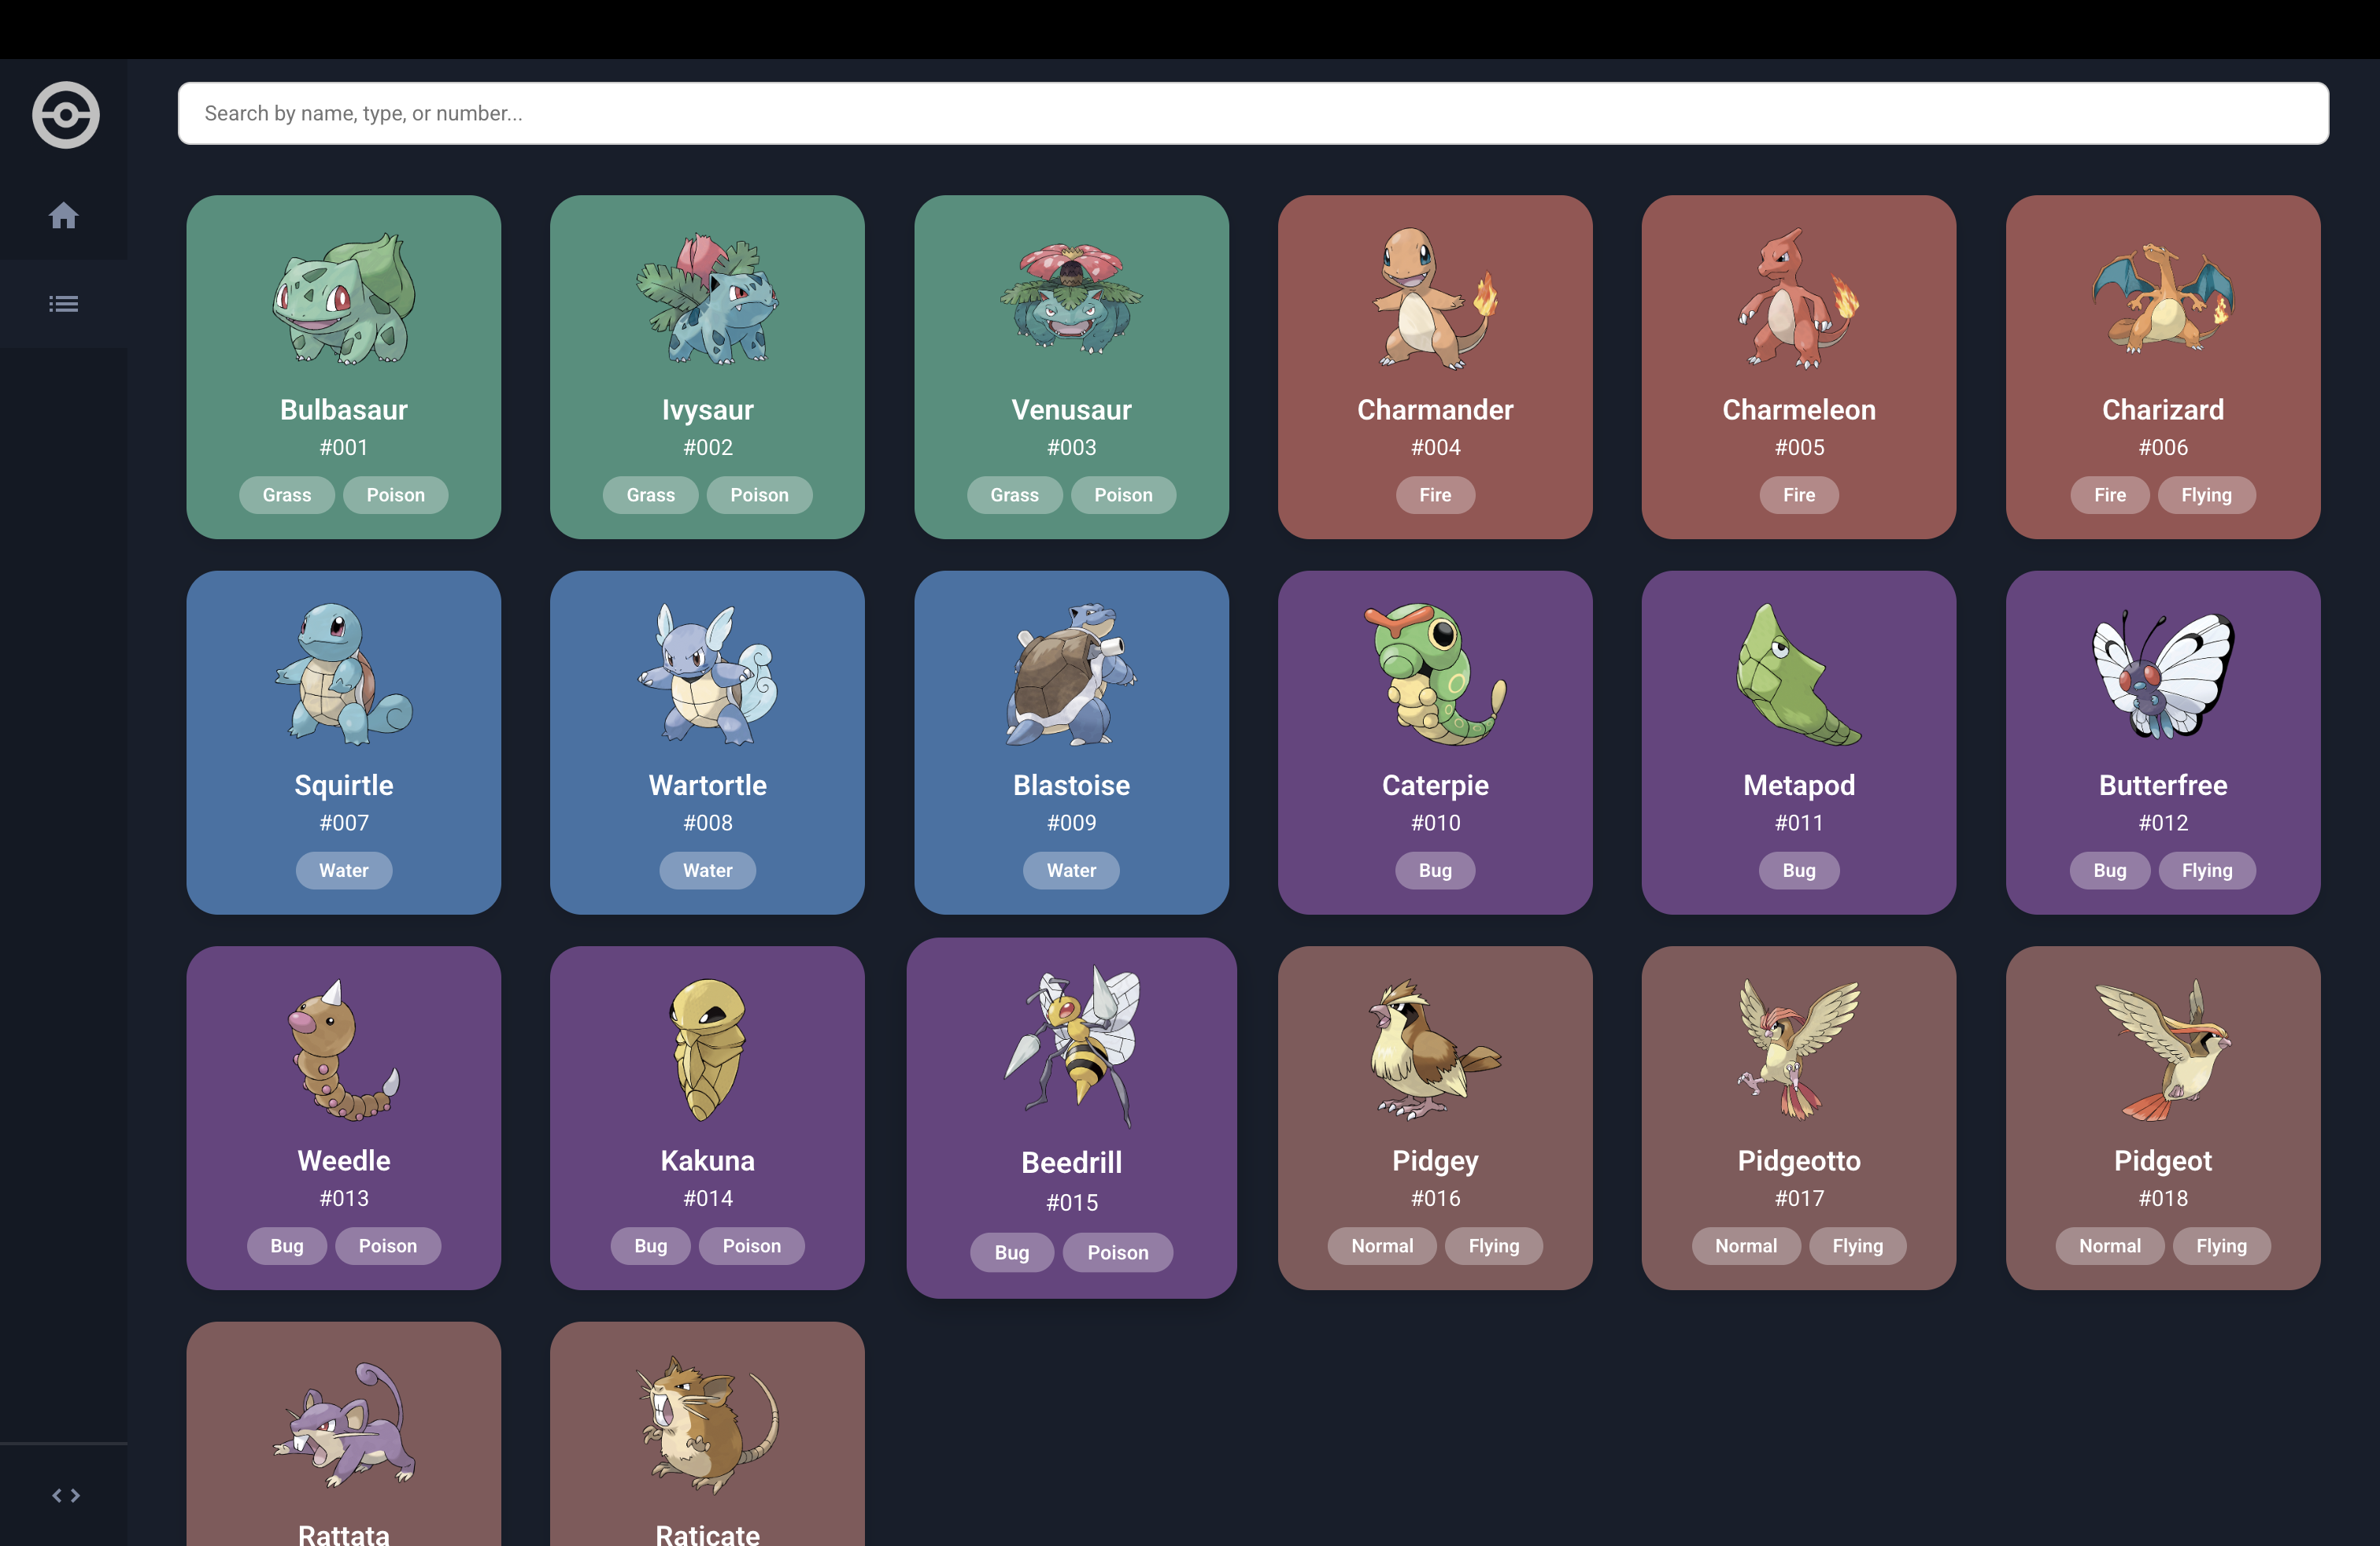 Search by name, type, or number...
Bulbasaur
#001
Grass Poison
Ivysaur
#002
Grass Poison
Venusaur
#003
Grass Poison
Charmander
#004
Fire
Charmeleon
#005
Fire
Charizard
#006
Fire Flying
Squirtle
#007
Water
Wartortle
#008
Water
Blastoise
#009
Water
Caterpie
#010
Bug
Metapod
#011
Bug
Butterfree
#012
Bug Flying
Weedle
#013
Bug Poison
Kakuna
#014
Bug Poison
Beedrill
#015
Bug Poison
Pidgey
#016
Normal Flying
Pidgeotto
#017
Normal Flying
Pidgeot
#018
Normal Flying
Rattata
Raticate